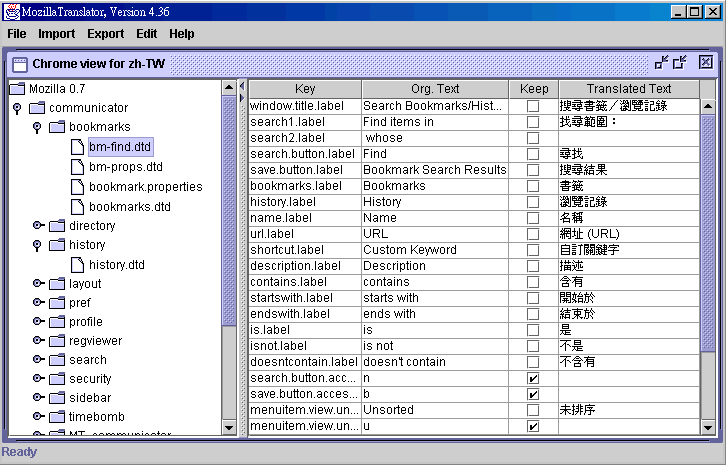 MozillaTranslator, Version 4.36
File Import Export Edit Help
Chrome view for zh-TW
Mozilla 0.7
communicator
bookmarks
bm-find.dtd
bm-props.dtd
bookmark.properties
bookmarks.dtd
directory
history
history.dtd
layout
pref
profile
regviewer
search
security
sidebar
timebomb
MT_communicator
Key Org. Text Keep Translated Text
window.title.label Search Bookmarks/Hist... 搜尋書籤／瀏覽記錄
search1.label Find items in 找尋範圍：
search2.label whose
search.button.label Find 尋找
save.button.label Bookmark Search Results 搜尋結果
bookmarks.label Bookmarks 書籤
history.label History 瀏覽記錄
name.label Name 名稱
url.label URL 網址 (URL)
shortcut.label Custom Keyword 自訂關鍵字
description.label Description 描述
contains.label contains 含有
startswith.label starts with 開始於
endswith.label ends with 結束於
is.label is 是
isnot.label is not 不是
doesntcontain.label doesn't contain 不含有
search.button.acc... n
save.button.acces... b
menuitem.view.un... Unsorted 未排序
menuitem.view.un... u
Ready